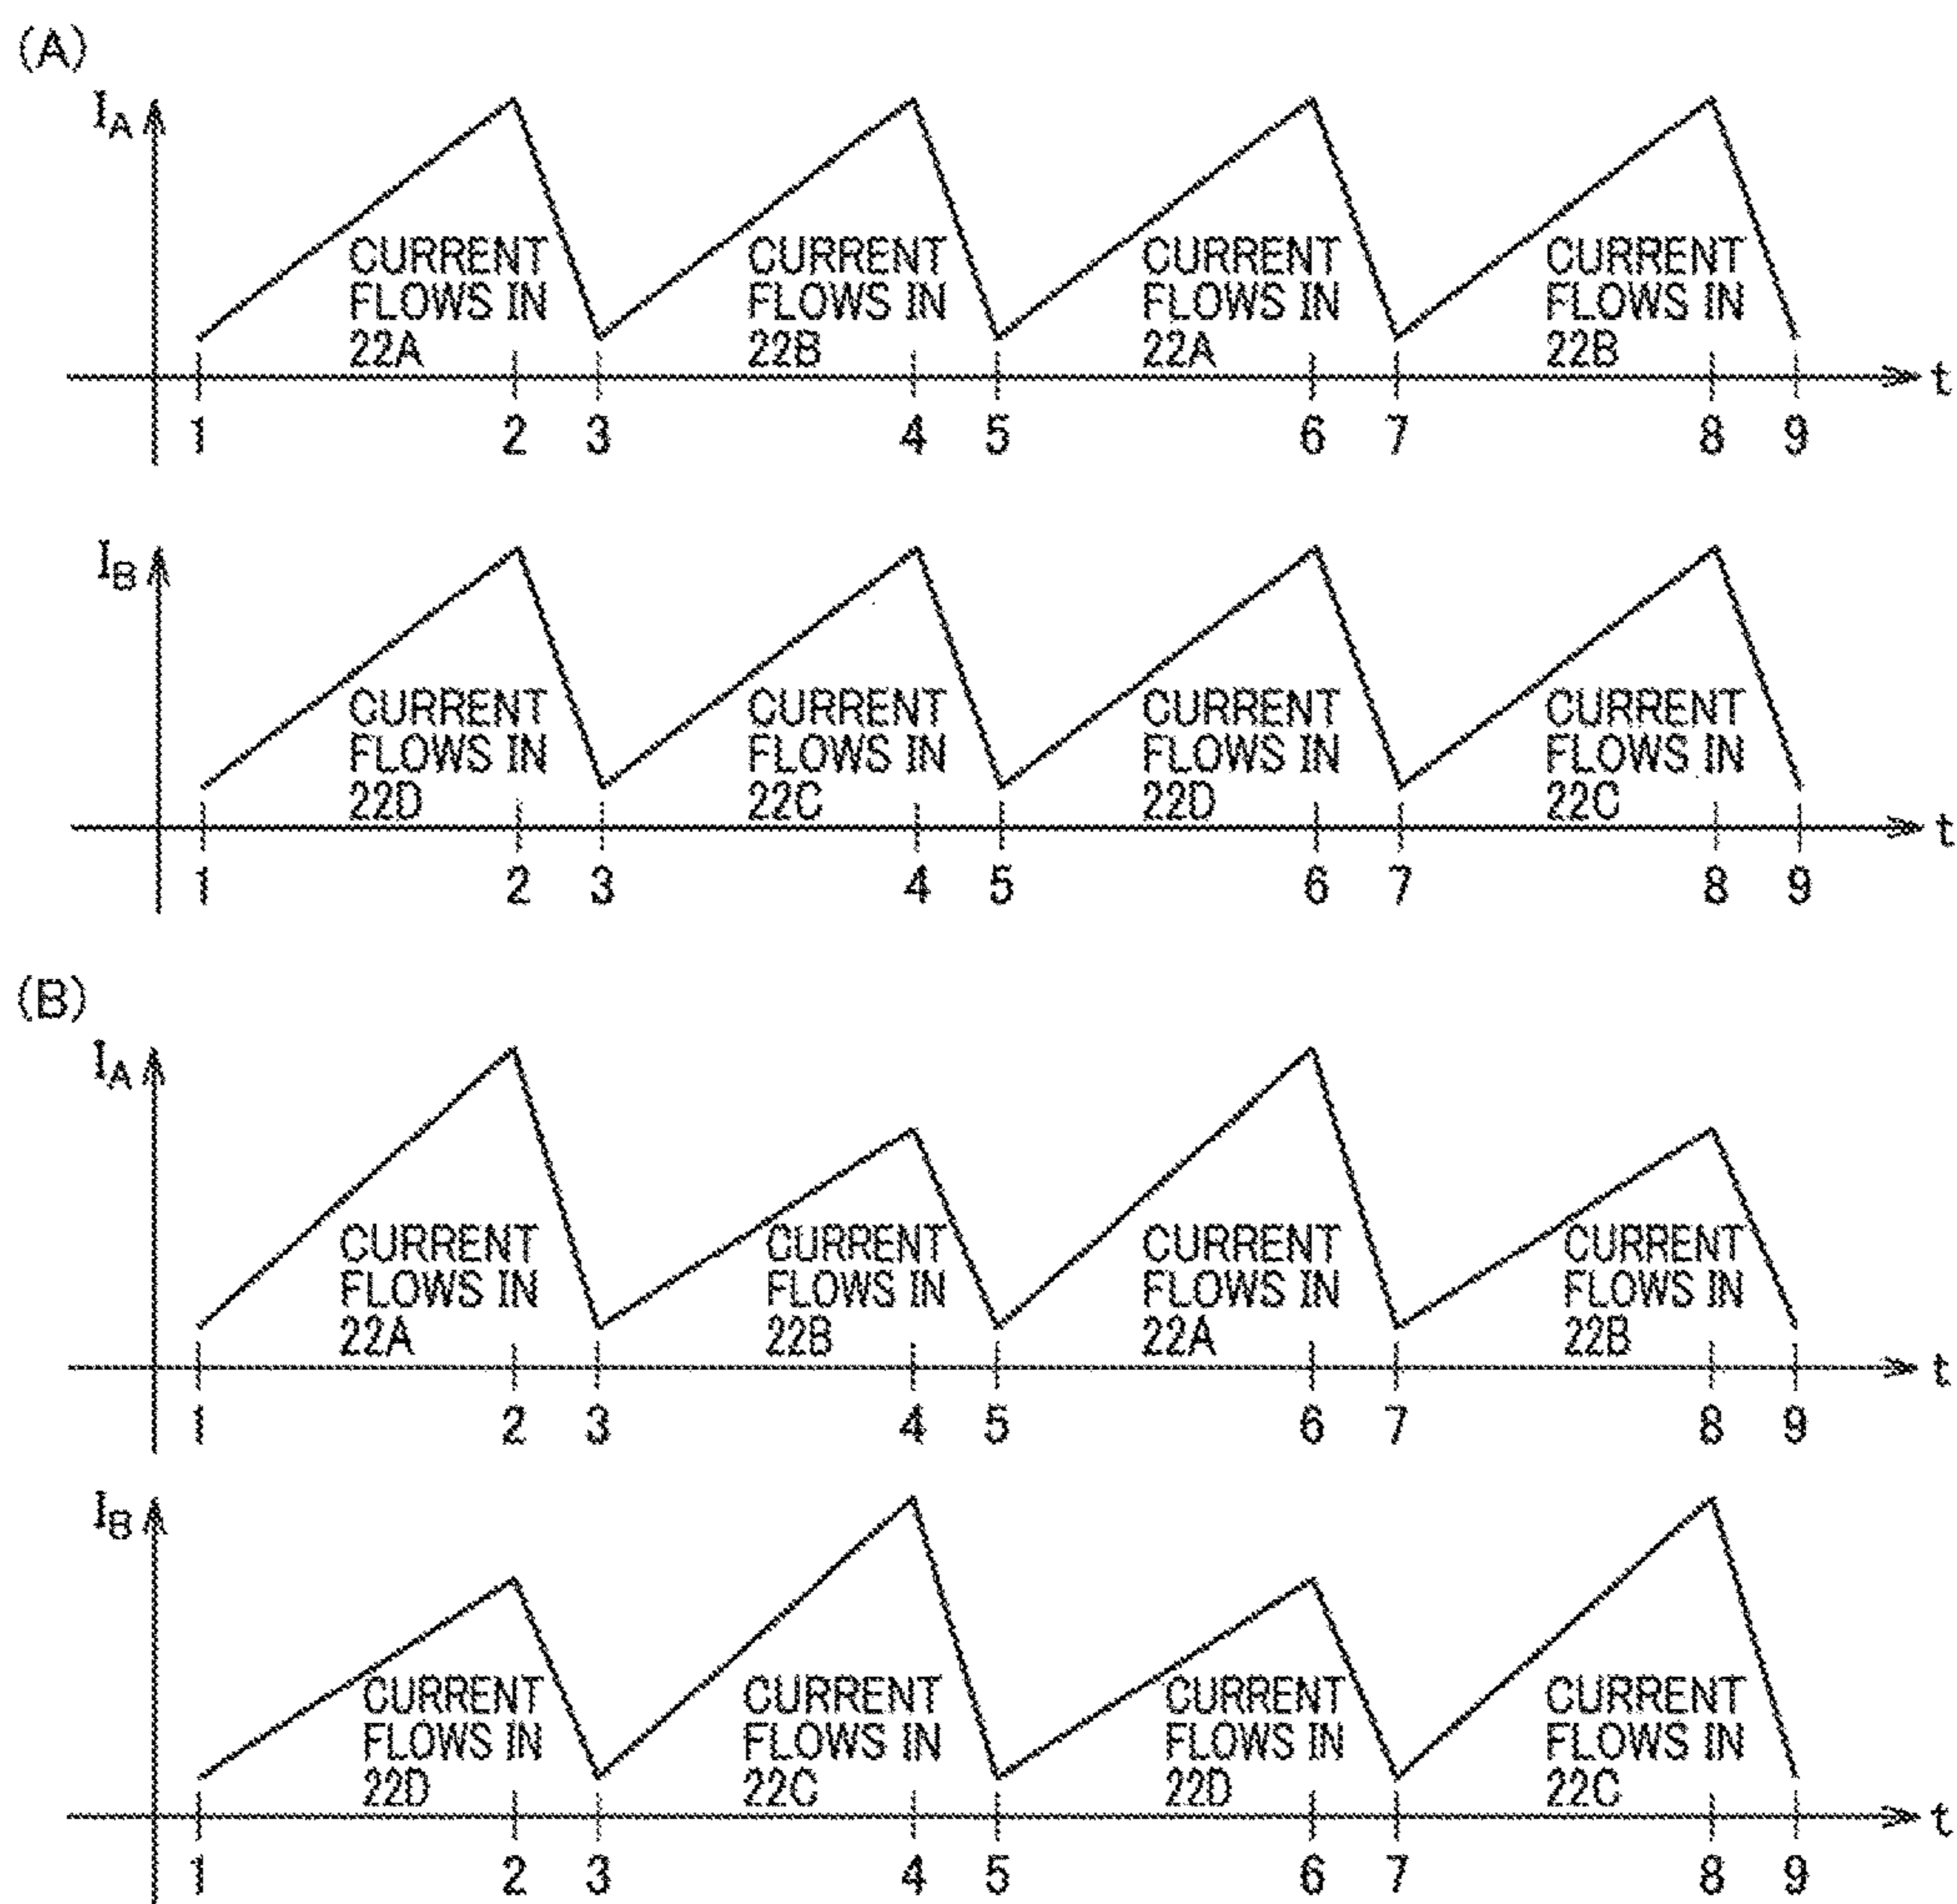 (A)
I_A
CURRENT FLOWS IN 22A
CURRENT FLOWS IN 22B
CURRENT FLOWS IN 22A
CURRENT FLOWS IN 22B
t
1 2 3 4 5 6 7 8 9
I_B
CURRENT FLOWS IN 22D
CURRENT FLOWS IN 22C
CURRENT FLOWS IN 22D
CURRENT FLOWS IN 22C
t
1 2 3 4 5 6 7 8 9
(B)
I_A
CURRENT FLOWS IN 22A
CURRENT FLOWS IN 22B
CURRENT FLOWS IN 22A
CURRENT FLOWS IN 22B
t
1 2 3 4 5 6 7 8 9
I_B
CURRENT FLOWS IN 22D
CURRENT FLOWS IN 22C
CURRENT FLOWS IN 22D
CURRENT FLOWS IN 22C
t
1 2 3 4 5 6 7 8 9